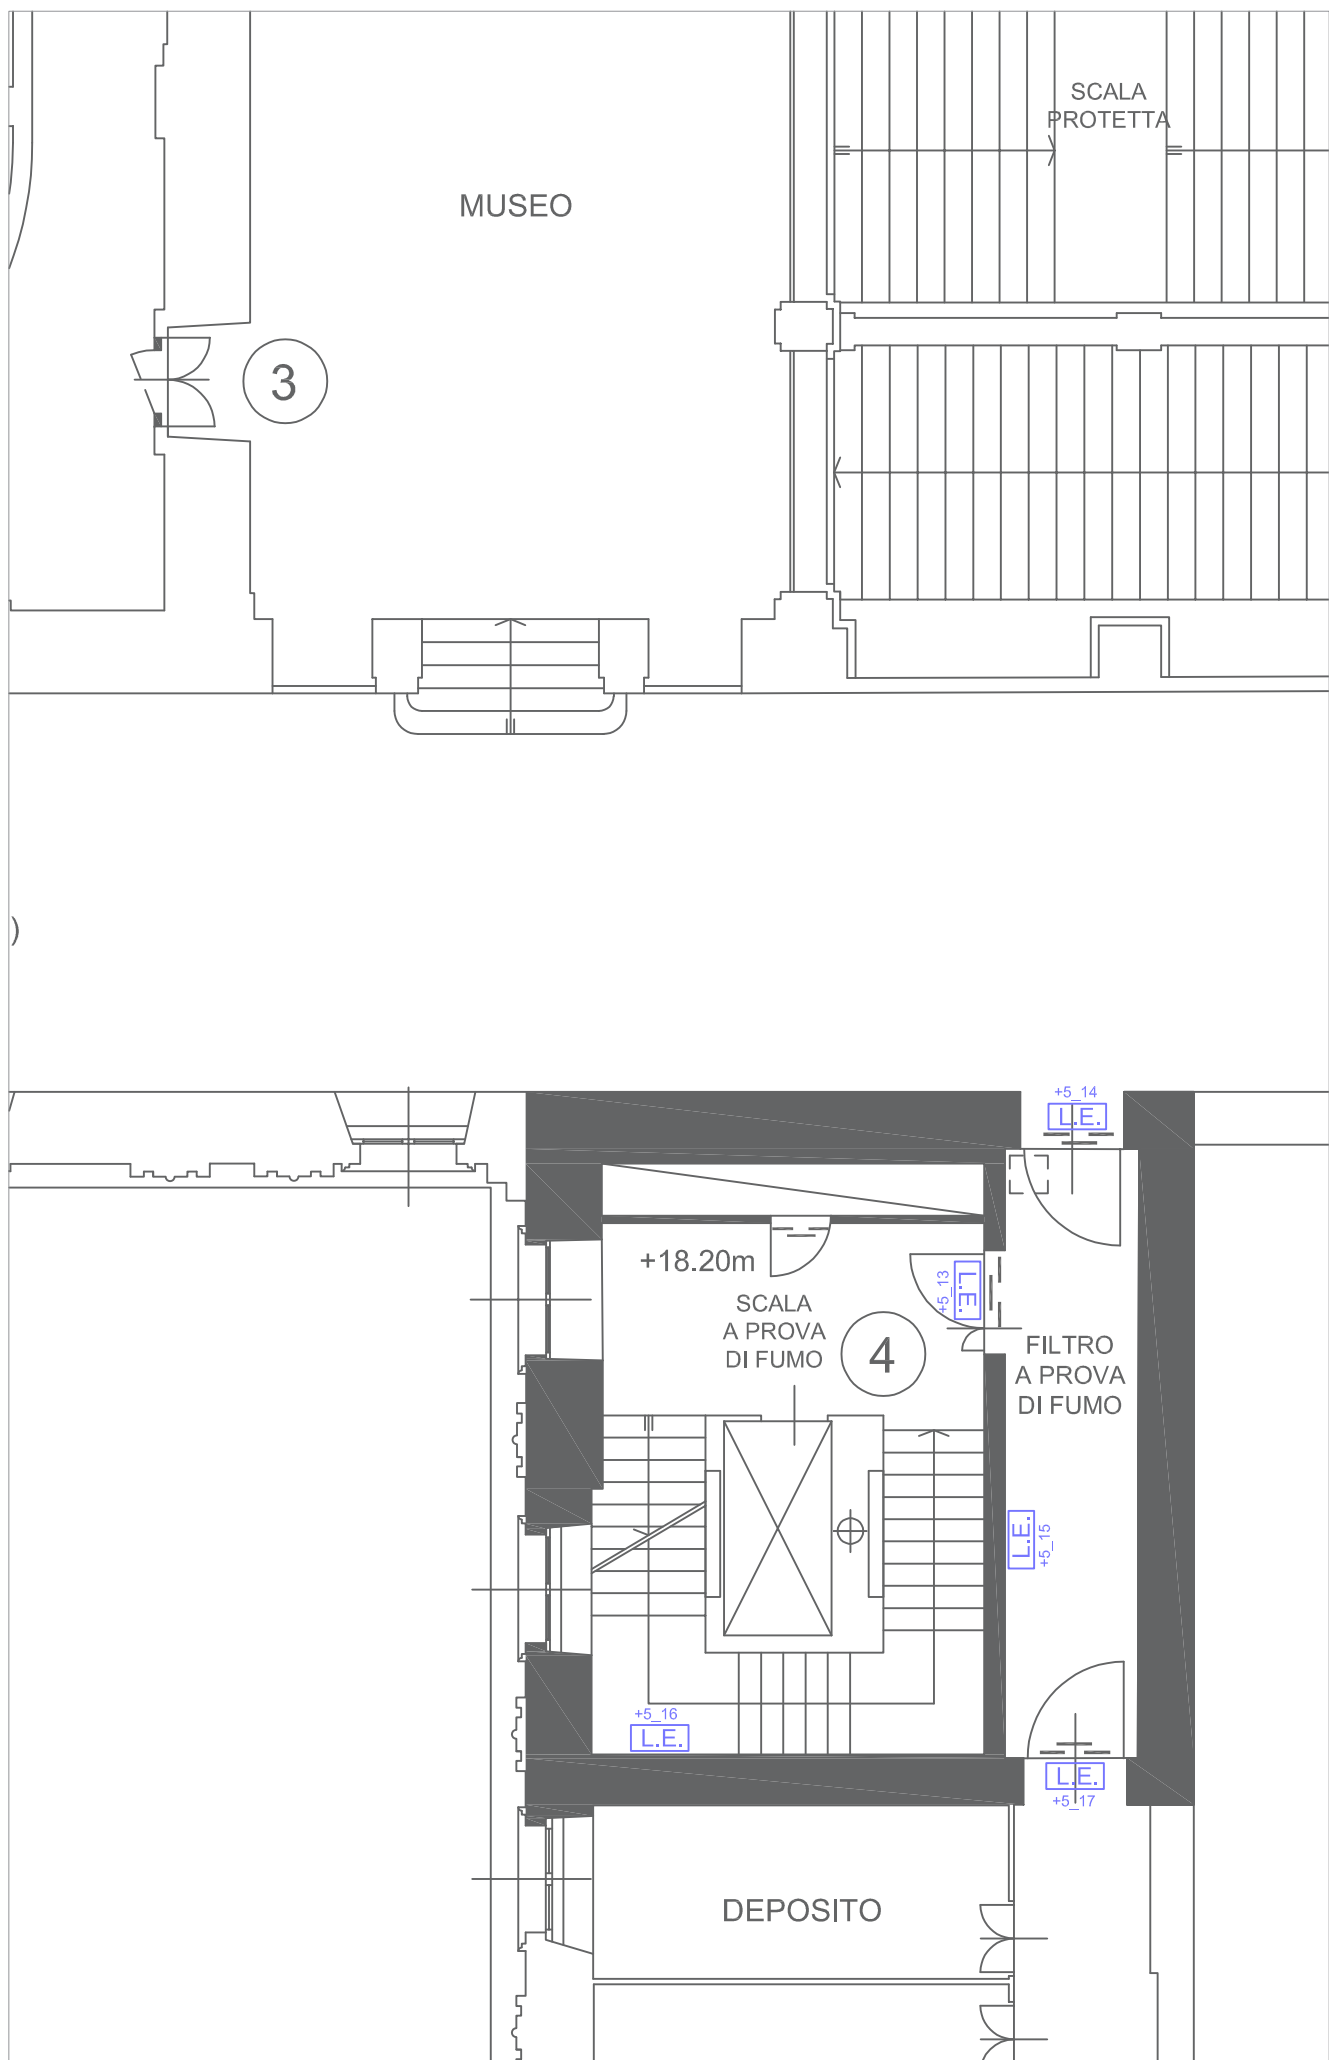 SCALA
PROTETTA
MUSEO
3
)
+5_14
L.E.
+18.20m
SCALA
A PROVA
DI FUMO
4
+5_13
L.E.
FILTRO
A PROVA
DI FUMO
L.E.
+5_15
+5_16
L.E.
L.E.
+5_17
DEPOSITO